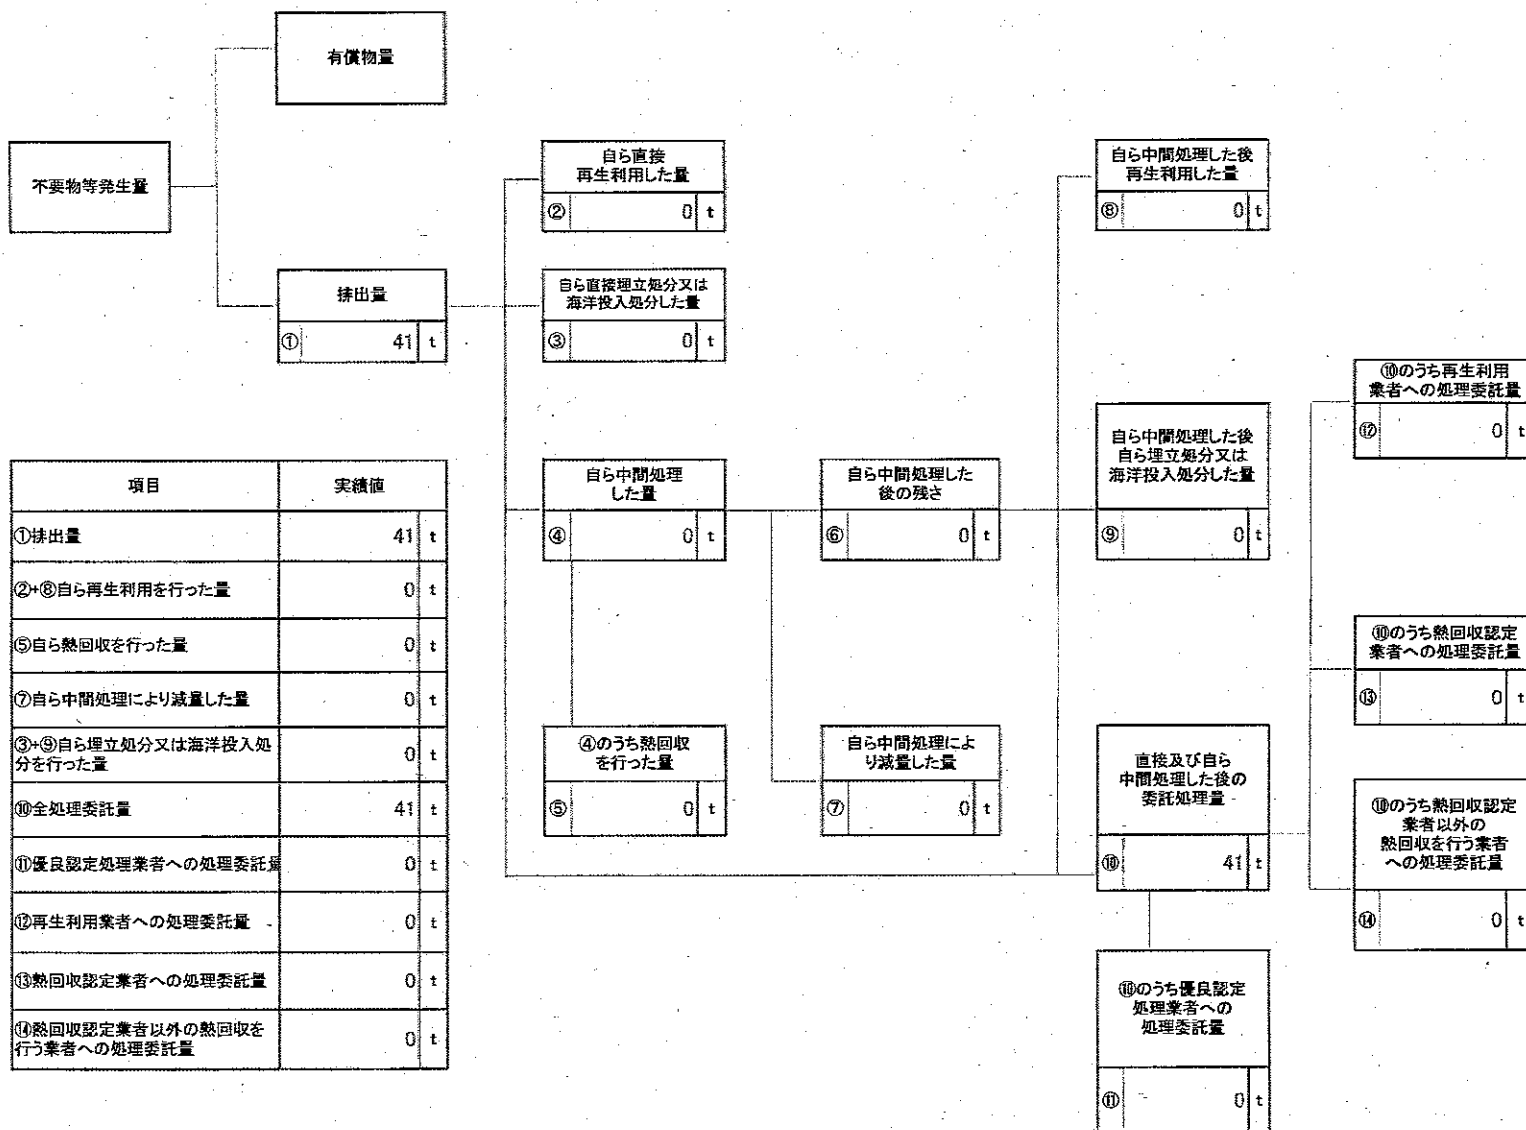 有償物量
不要物等発生量
排出量
① 41 t
自ら直接
再生利用した量
② 0 t
自ら直接埋立処分又は
海洋投入処分した量
③ 0 t
自ら中間処理
した量
④ 0 t
④のうち熱回収
を行った量
⑤ 0 t
自ら中間処理した
後の残さ
⑥ 0 t
自ら中間処理によ
り減量した量
⑦ 0 t
自ら中間処理した後
再生利用した量
⑧ 0 t
自ら中間処理した後
自ら埋立処分又は
海洋投入処分した量
⑨ 0 t
直接及び自ら
中間処理した後の
委託処理量
⑩ 41 t
⑩のうち優良認定
処理業者への
処理委託量
⑪ 0 t
⑩のうち再生利用
業者への処理委託量
⑫ 0 t
⑩のうち熱回収認定
業者への処理委託量
⑬ 0 t
⑩のうち熱回収認定
業者以外の
熱回収を行う業者
への処理委託量
⑭ 0 t
項目 実績値
①排出量 41 t
②+⑧自ら再生利用を行った量 0 t
⑤自ら熱回収を行った量 0 t
⑦自ら中間処理により減量した量 0 t
③+⑨自ら埋立処分又は海洋投入処
分を行った量 0 t
⑩全処理委託量 41 t
⑪優良認定処理業者への処理委託量 0 t
⑫再生利用業者への処理委託量 0 t
⑬熱回収認定業者への処理委託量 0 t
⑭熱回収認定業者以外の熱回収を
行う業者への処理委託量 0 t